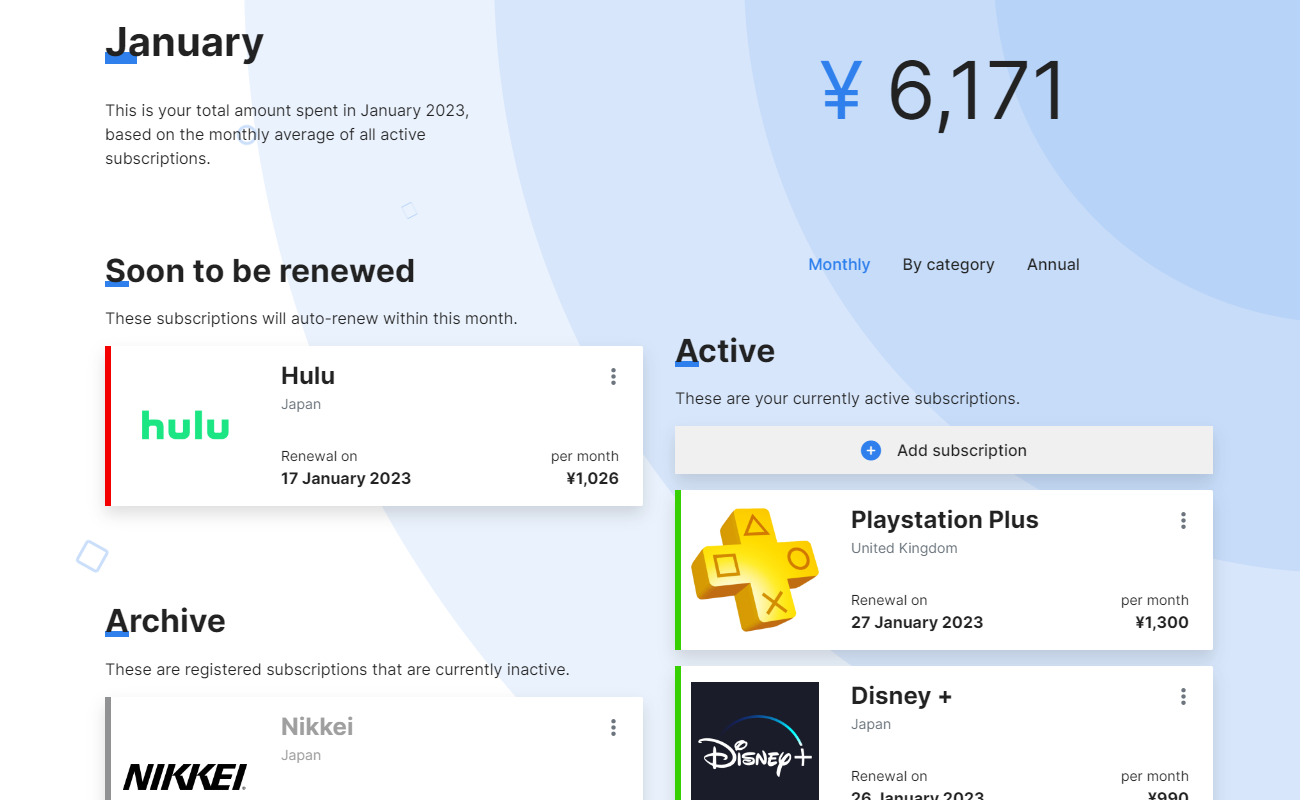 January
This is your total amount spent in January 2023,
based on the monthly average of all active
subscriptions.
¥ 6,171
Soon to be renewed
These subscriptions will auto-renew within this month.
hulu
Hulu
Japan
Renewal on
per month
17 January 2023
¥1,026
Archive
These are registered subscriptions that are currently inactive.
NIKKEI
Nikkei
Japan
Monthly
By category
Annual
Active
These are your currently active subscriptions.
Add subscription
Playstation Plus
United Kingdom
Renewal on
per month
27 January 2023
¥1,300
Disney+
Disney +
Japan
Renewal on
per month
26 January 2023
¥990